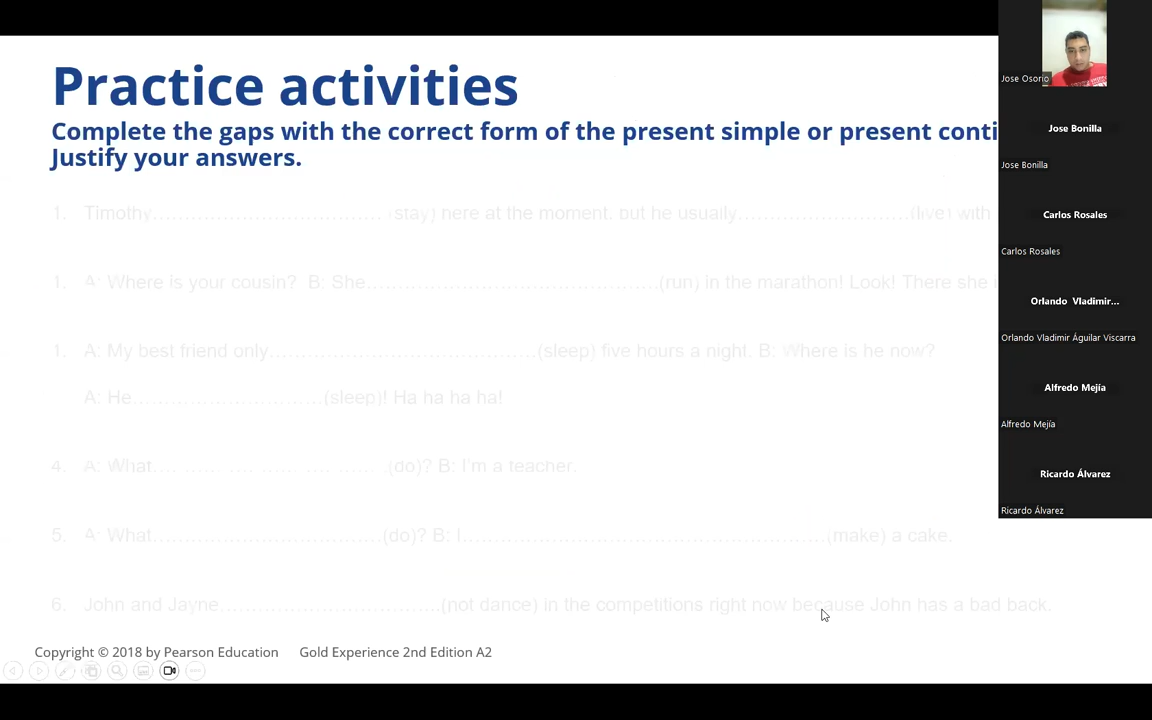 Practice activities
Complete the gaps with the correct form of the present simple or present conti
Justify your answers.
1. Timothy……………………………… (stay) here at the moment, but he usually………………………(live) with
1. A: Where is your cousin? B: She………………………………………(run) in the marathon! Look! There she
1. A: My best friend only……………………………………(sleep) five hours a night. B: Where is he now?
A: He…………………………(sleep)! Ha ha ha ha!
4. A: What……………………………….(do)? B: I'm a teacher.
5. A: What………………………………(do)? B: I…………………………………………………(make) a cake.
6. John and Jayne……………………………..(not dance) in the competitions right now because John has a bad back.
Copyright © 2018 by Pearson Education Gold Experience 2nd Edition A2
Jose Osorio
Jose Bonilla
Jose Bonilla
Carlos Rosales
Carlos Rosales
Orlando Vladimir...
Orlando Vladimir Águilar Viscarra
Alfredo Mejía
Alfredo Mejía
Ricardo Álvarez
Ricardo Álvarez